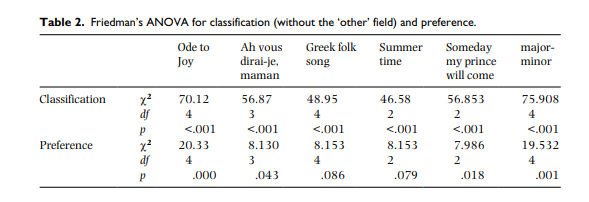 Table 2. Friedman's ANOVA for classification (without the 'other' field) and preference.
Ode to Joy Ah vous dirai-je, maman Greek folk song Summer time Someday my prince will come major-minor
Classification χ² 70.12 56.87 48.95 46.58 56.853 75.908
df 4 3 4 2 2 4
p <.001 <.001 <.001 <.001 <.001 <.001
Preference χ² 20.33 8.130 8.153 8.153 7.986 19.532
df 4 3 4 2 2 4
p .000 .043 .086 .079 .018 .001